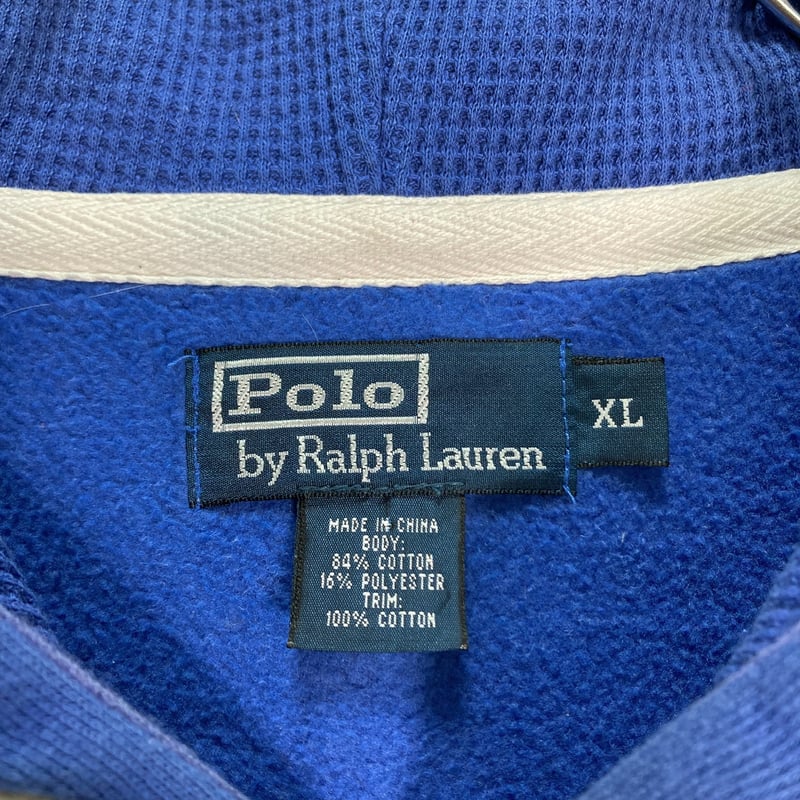 Polo
by Ralph Lauren
XL
MADE IN CHINA
BODY:
84% COTTON
16% POLYESTER
TRIM:
100% COTTON